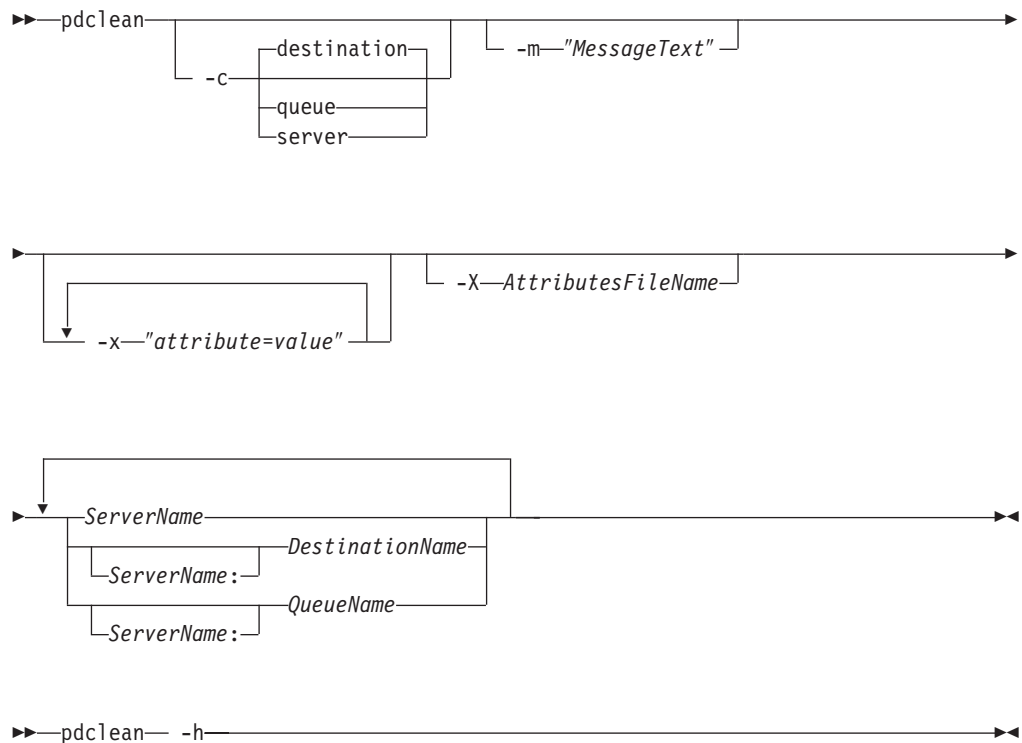 pdclean
destination
-c
queue
server
-m "MessageText"
-x "attribute=value"
-X AttributesFileName
ServerName
DestinationName
ServerName:
QueueName
ServerName:
pdclean -h